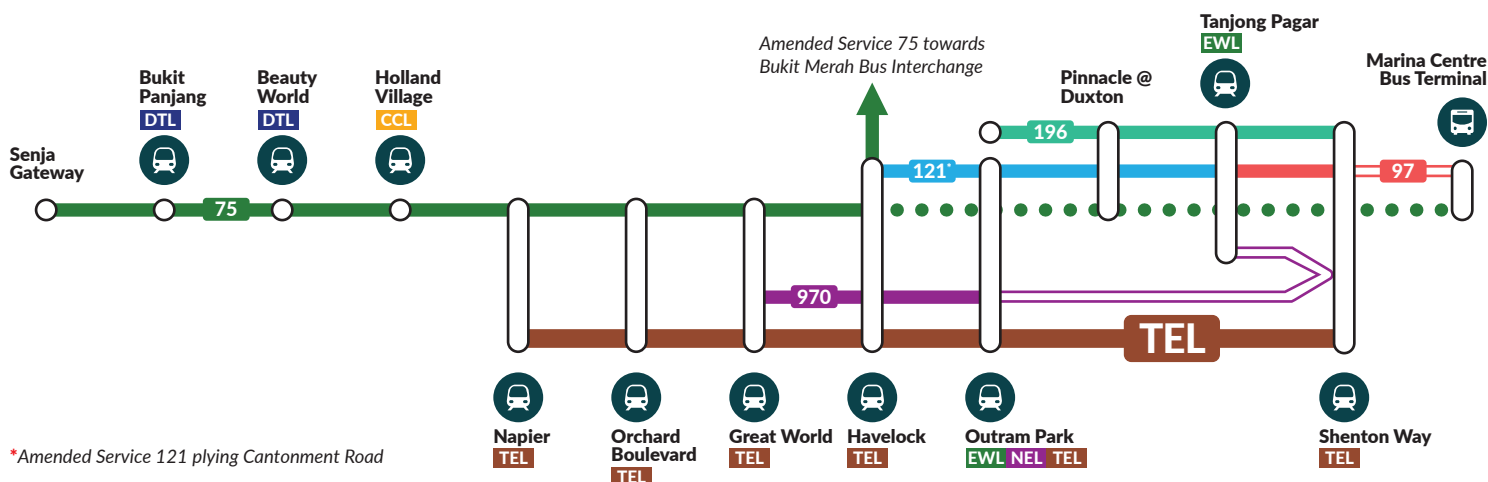 Tanjong Pagar
EWL
Amended Service 75 towards
Bukit Merah Bus Interchange
Marina Centre
Bus Terminal
Bukit
Panjang
DTL
Beauty
World
DTL
Holland
Village
CCL
Pinnacle @
Duxton
196
Senja
Gateway
121*
97
75
970
TEL
Napier
TEL
Orchard
Boulevard
TEL
Great World
TEL
Havelock
TEL
Outram Park
EWL NEL TEL
Shenton Way
TEL
*Amended Service 121 plying Cantonment Road